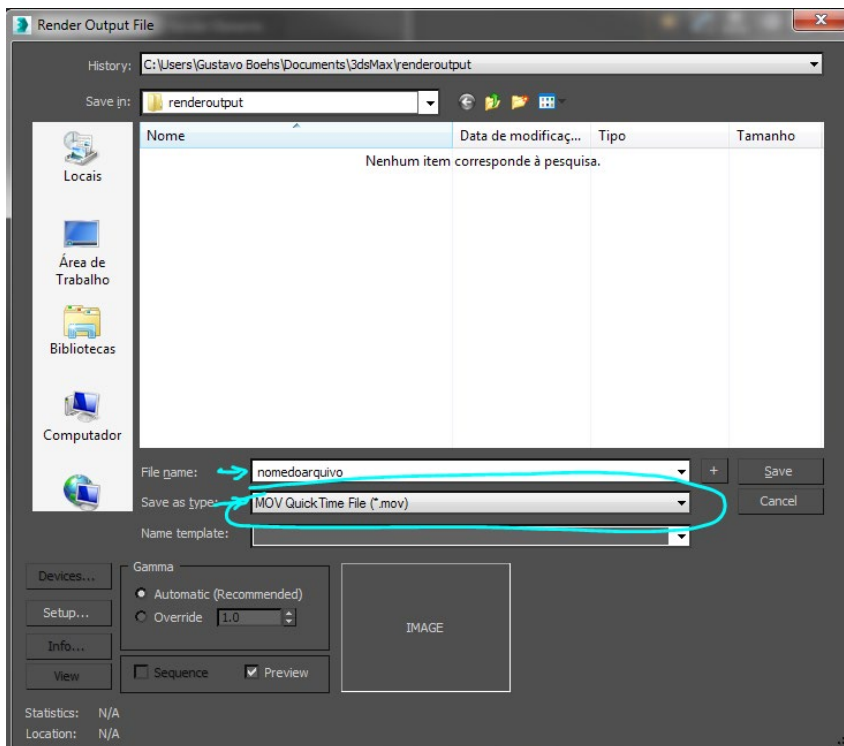 Render Output File
History: C:\Users\Gustavo Boehs\Documents\3dsMax\renderoutput
Save in: renderoutput
Nome Data de modificaç... Tipo Tamanho
Nenhum item corresponde à pesquisa.
Locais
Área de
Trabalho
Bibliotecas
Computador
File name: nomedoarquivo + Save
Save as type: MOV QuickTime File (*.mov) Cancel
Name template:
Devices... Gamma
Automatic (Recommended)
Setup... Override 1.0
IMAGE
Info...
View Sequence Preview
Statistics: N/A
Location: N/A